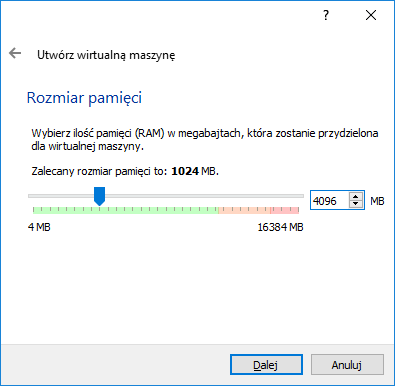 ?
Utwórz wirtualną maszynę
Rozmiar pamięci
Wybierz ilość pamięci (RAM) w megabajtach, która zostanie przydzielona
dla wirtualnej maszyny.
Zalecany rozmiar pamięci to: 1024 MB.
4096 MB
4 MB 16384 MB
Dalej Anuluj